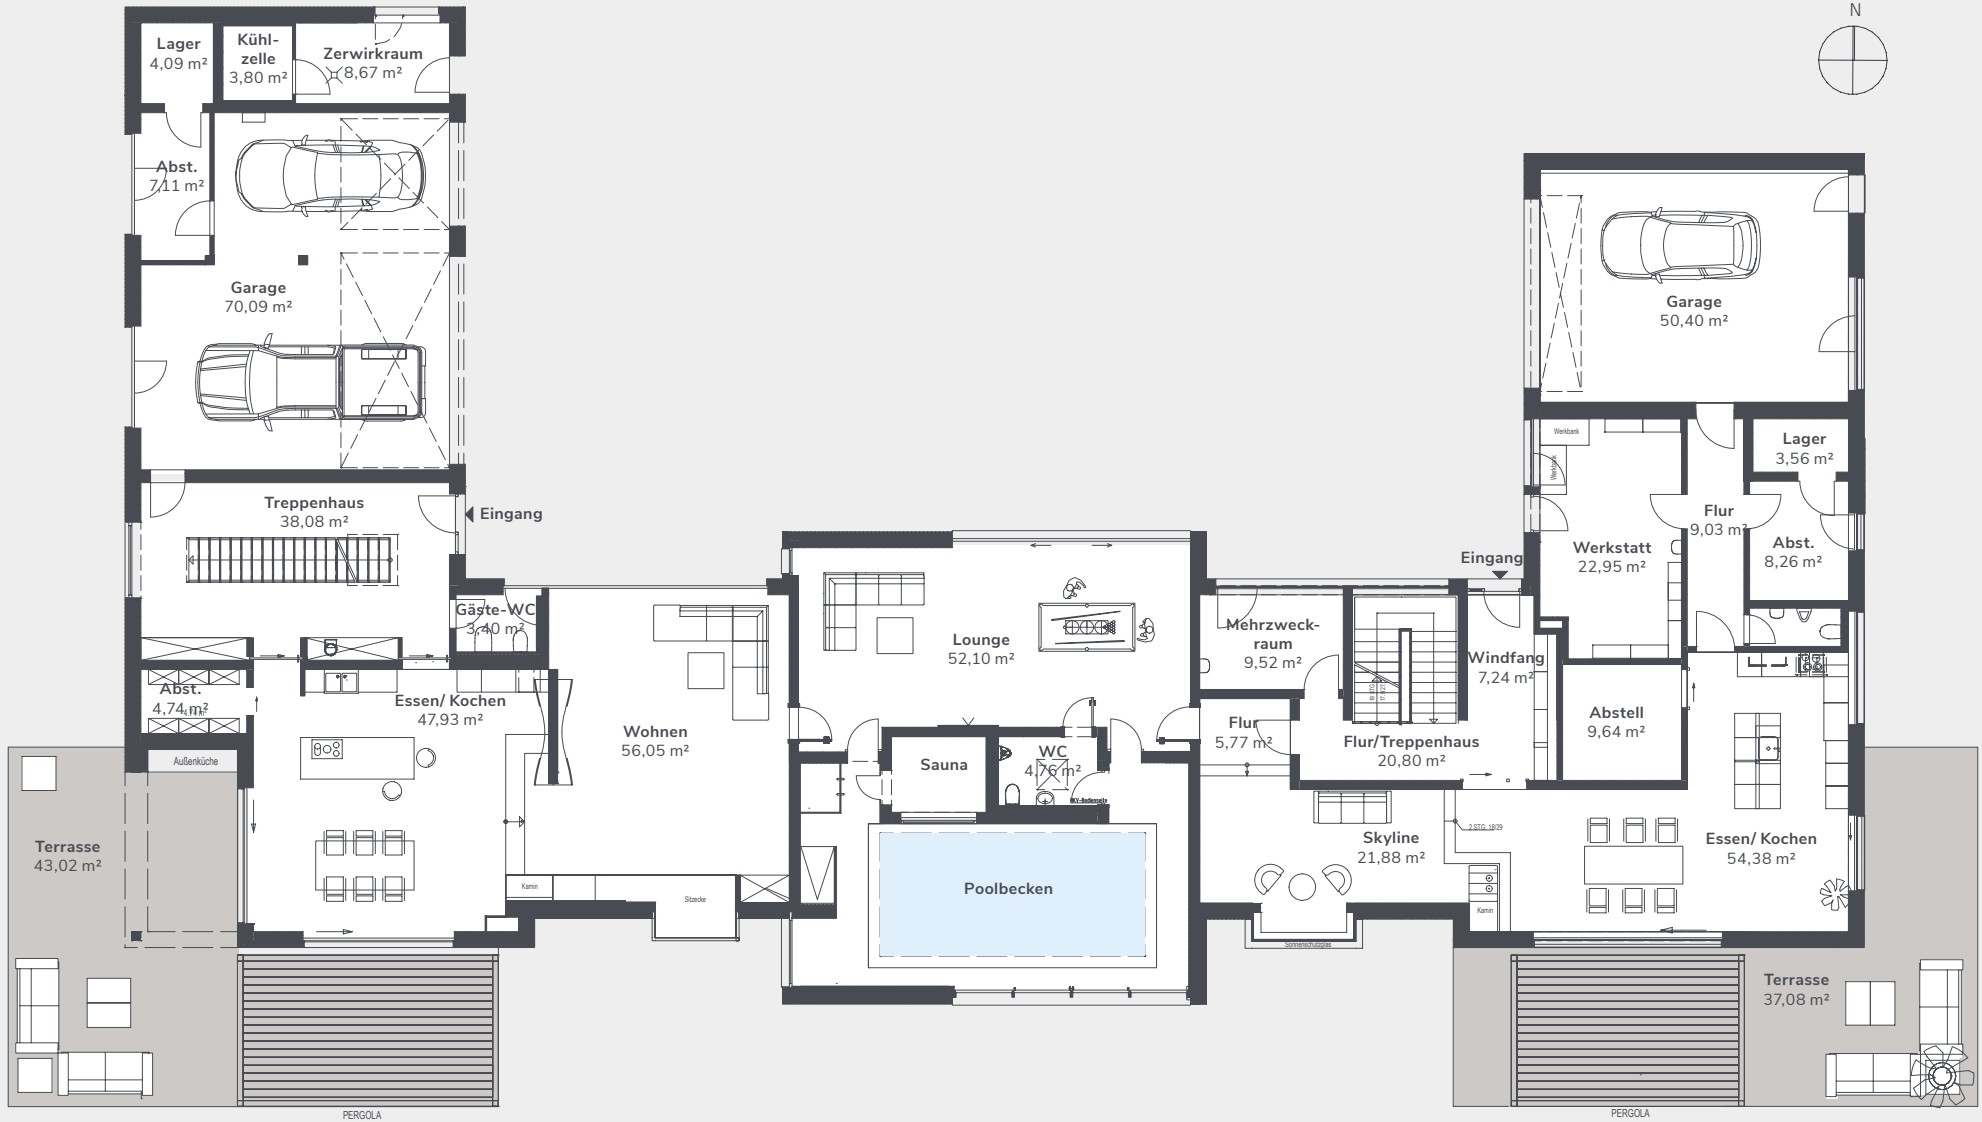 N
Lager
4,09 m²
Kühl-
zelle
3,80 m²
Zerwirkraum
8,67 m²
Abst.
7,11 m²
Garage
70,09 m²
Treppenhaus
38,08 m²
Eingang
Gäste-WC
3,40 m²
Abst.
4,74 m²
Essen/ Kochen
47,93 m²
Wohnen
56,05 m²
Außenküche
Terrasse
43,02 m²
Kamin
Sitzecke
PERGOLA
Lounge
52,10 m²
Sauna
WC
4,76 m²
Poolbecken
Mehrzweck-
raum
9,52 m²
Flur
5,77 m²
Flur/Treppenhaus
20,80 m²
Eingang
Windfang
7,24 m²
Skyline
21,88 m²
2 STG. 18/29
Kamin
Sonnenschutzglas
Garage
50,40 m²
Werkbank
Werkbank
Werkstatt
22,95 m²
Flur
9,03 m²
Lager
3,56 m²
Abst.
8,26 m²
Abstell
9,64 m²
Essen/ Kochen
54,38 m²
Terrasse
37,08 m²
PERGOLA